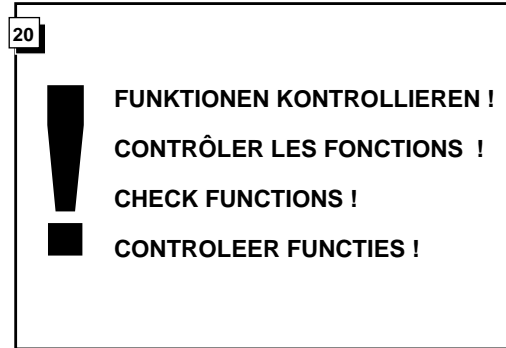 20
FUNKTIONEN KONTROLLIEREN !
CONTRÔLER LES FONCTIONS !
CHECK FUNCTIONS !
CONTROLEER FUNCTIES !